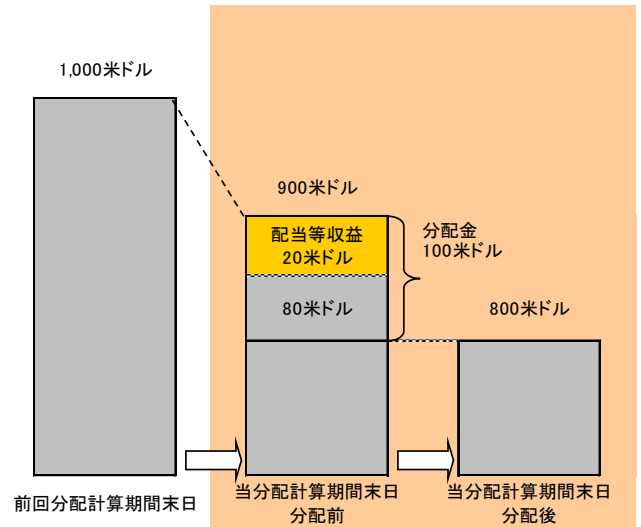 1,000米ドル
900米ドル
配当等収益
20米ドル
分配金
100米ドル
80米ドル
800米ドル
前回分配計算期間末日
当分配計算期間末日
分配前
当分配計算期間末日
分配後